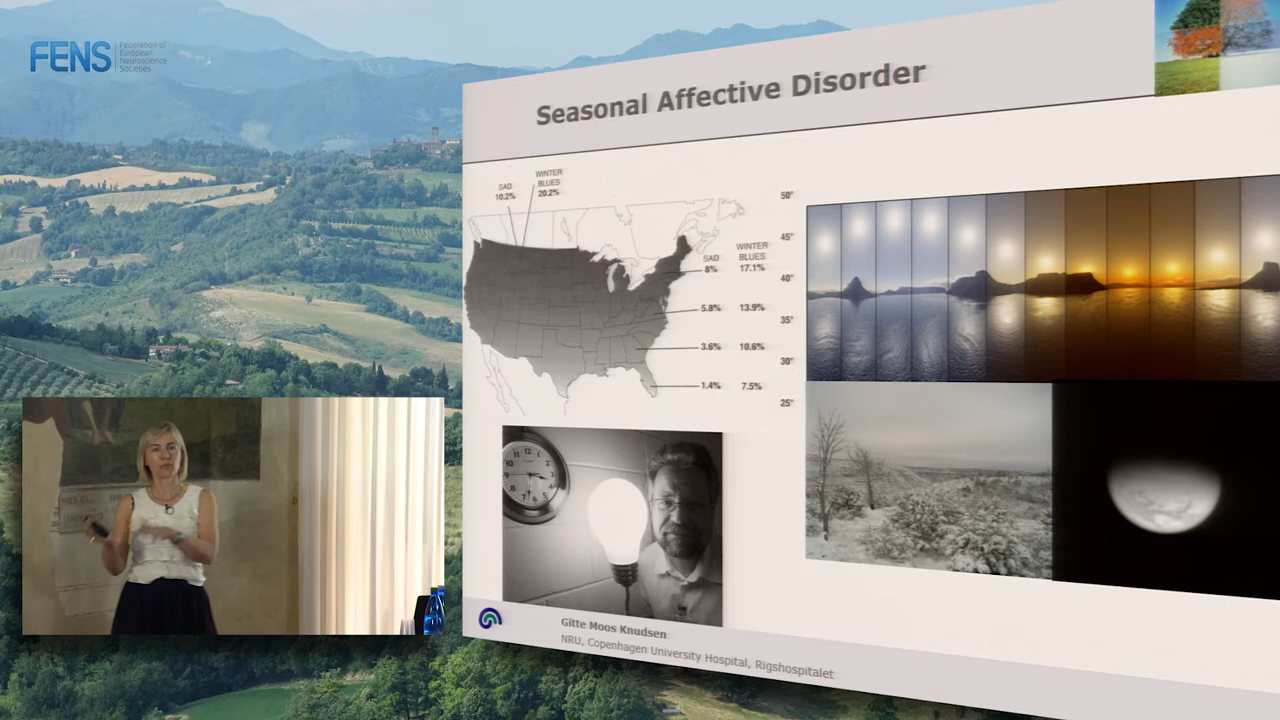 FENS
Federation of
European
Neuroscience
Societies
Seasonal Affective Disorder
SAD
10.2%
WINTER
BLUES
20.2%
50°
45°
40°
35°
30°
25°
SAD
WINTER
BLUES
8% 17.1%
5.8% 13.9%
3.6% 10.6%
1.4% 7.5%
Gitte Moos Knudsen
NRU, Copenhagen University Hospital, Rigshospitalet